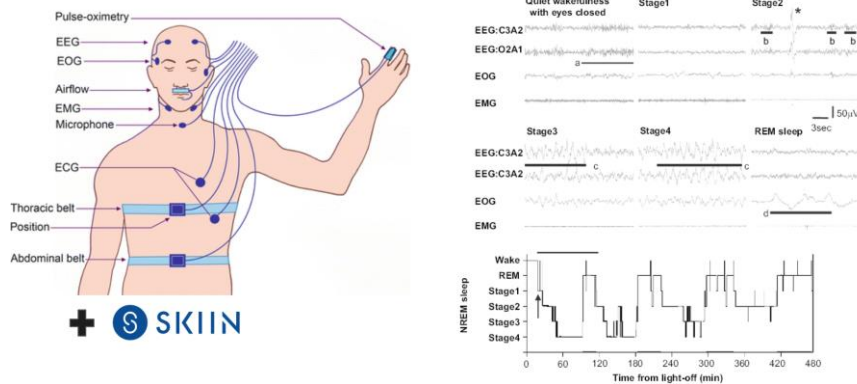 Pulse-oximetry
EEG
EOG
Airflow
EMG
Microphone
ECG
Thoracic belt
Position
Abdominal belt
SKIIN
Quiet wakefulness
with eyes closed
Stage1
Stage2
*
EEG:C3A2
b
b
b
EEG:O2A1
a
EOG
EMG
50μV
3sec
Stage3
Stage4
REM sleep
EEG:C3A2
c
c
EEG:C3A2
EOG
d
EMG
NREM sleep
Wake
REM
Stage1
Stage2
Stage3
Stage4
0 60 120 180 240 300 360 420 480
Time from light-off (min)